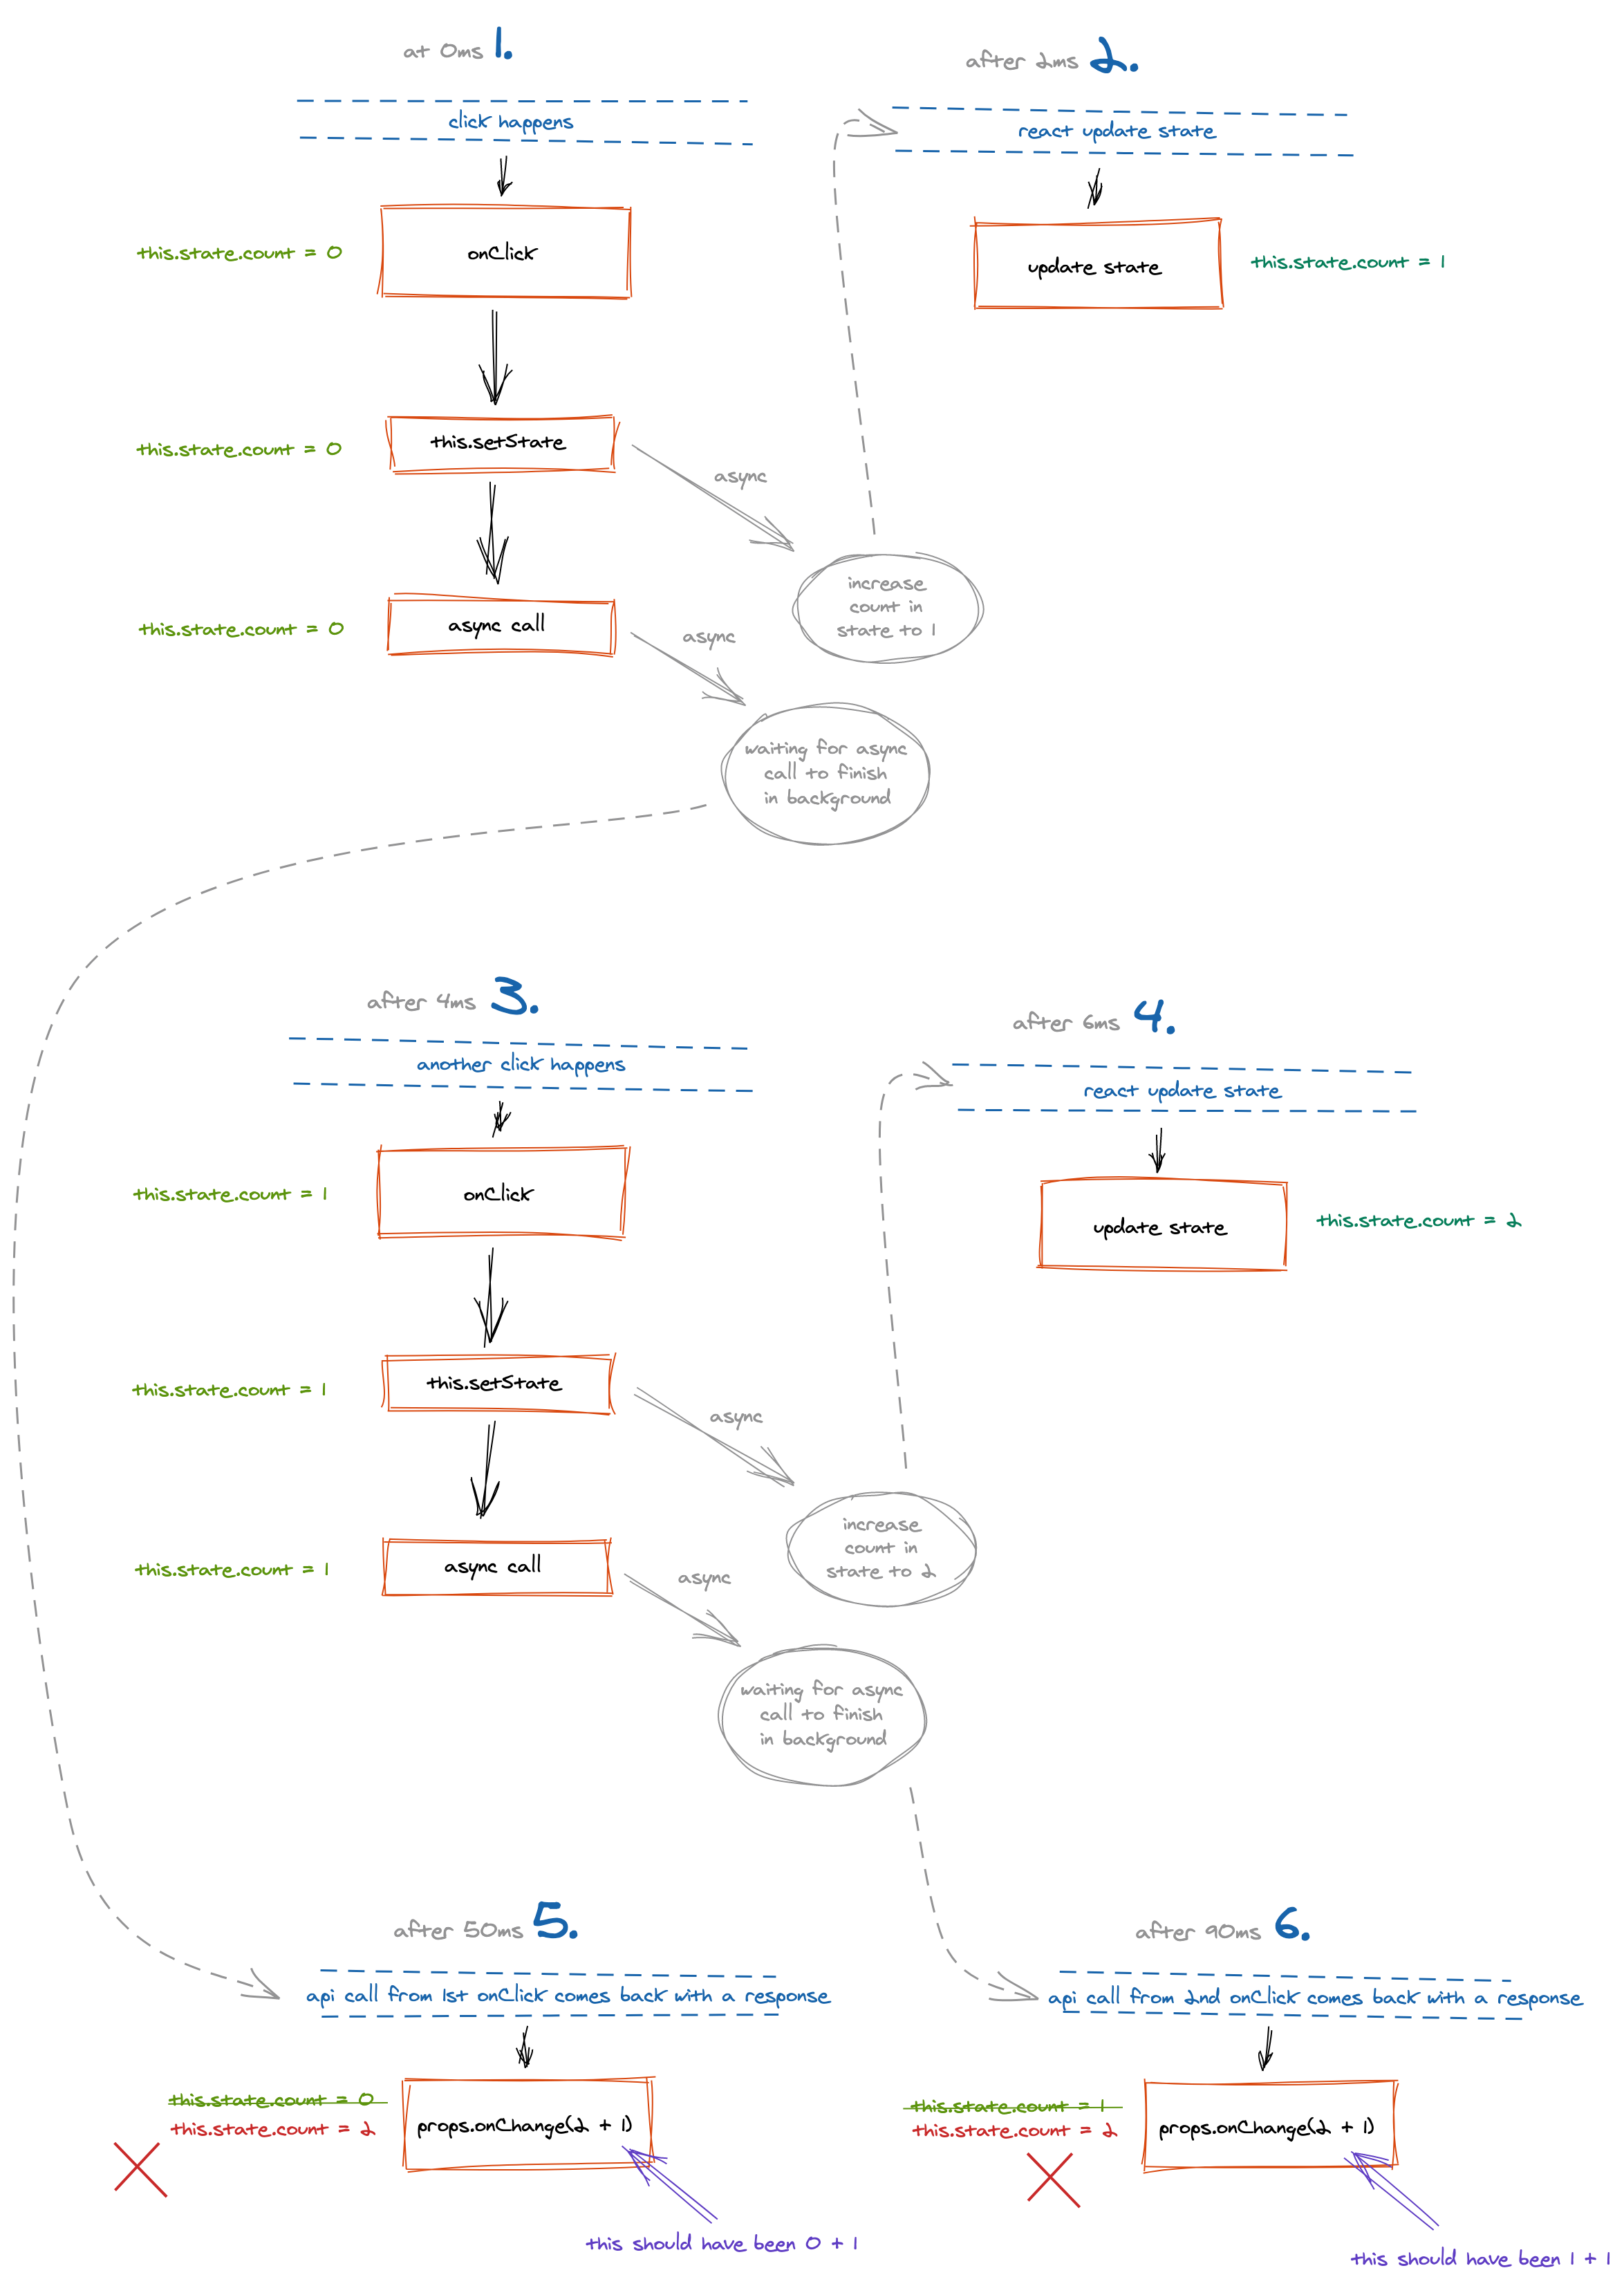 at 0ms 1.
click happens
onClick
this.state.count = 0
this.setState
this.state.count = 0
async
async call
this.state.count = 0
async
increase
count in
state to 1
waiting for async
call to finish
in background
after 2ms 2.
react update state
update state
this.state.count = 1
after 4ms 3.
another click happens
onClick
this.state.count = 1
this.setState
this.state.count = 1
async
async call
this.state.count = 1
async
increase
count in
state to 2
waiting for async
call to finish
in background
after 6ms 4.
react update state
update state
this.state.count = 2
after 50ms 5.
api call from 1st onClick comes back with a response
this.state.count = 0
this.state.count = 2
props.onChange(2 + 1)
this should have been 0 + 1
after 90ms 6.
api call from 2nd onClick comes back with a response
this.state.count = 1
this.state.count = 2
props.onChange(2 + 1)
this should have been 1 + 1